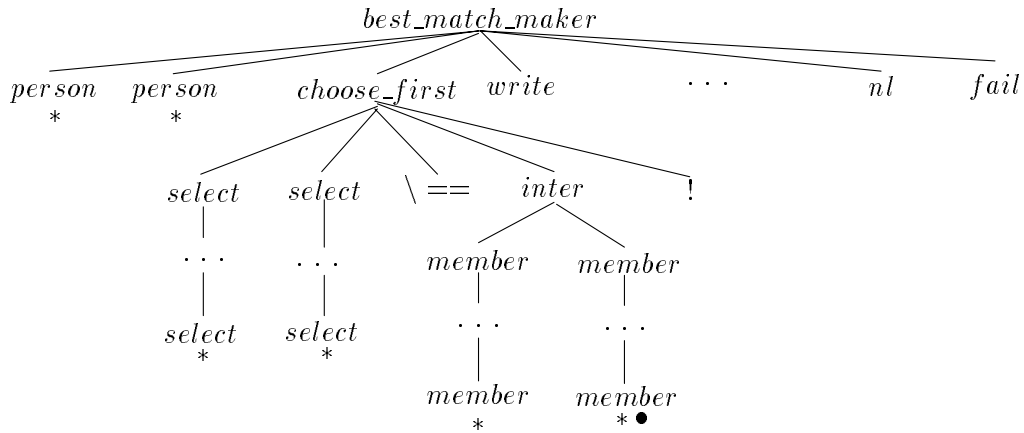 best_match_maker
person person choose_first write . . . nl fail
* *
select select \ == inter !
. . . . . . member member
. . . . . .
select select
* *
member member
* * ●